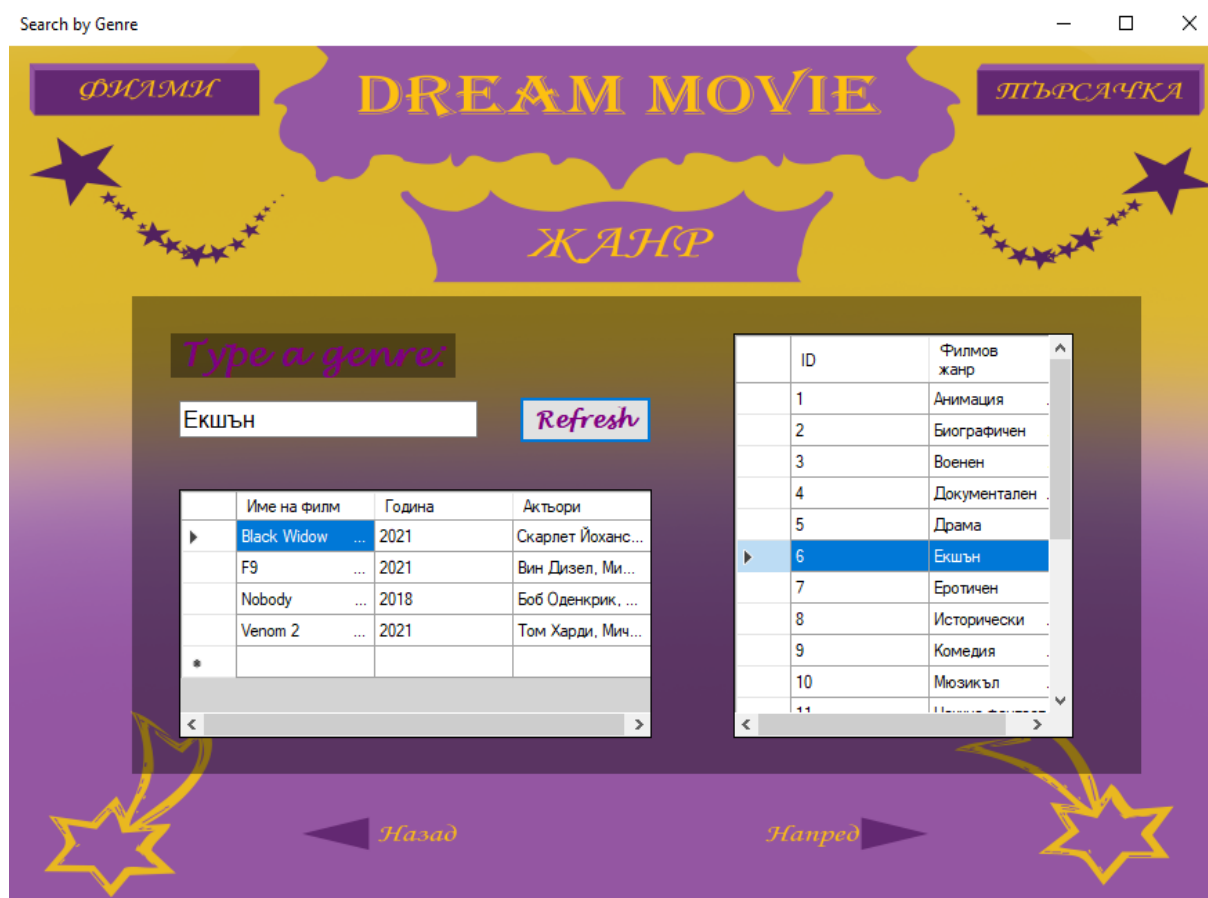 Search by Genre
ФИЛМИ
DREAM MOVIE
ТЪРСАЧКА
ЖАНР
Type a genre:
Екшън
Refresh
Име на филм Година Актьори
Black Widow ... 2021 Скарлет Йоханс...
F9 ... 2021 Вин Дизел, Ми...
Nobody ... 2018 Боб Оденкрик, ...
Venom 2 ... 2021 Том Харди, Мич...
ID Филмов жанр
1 Анимация
2 Биографичен
3 Военен
4 Документален
5 Драма
6 Екшън
7 Еротичен
8 Исторически
9 Комедия
10 Мюзикъл
11
Назад
Напред